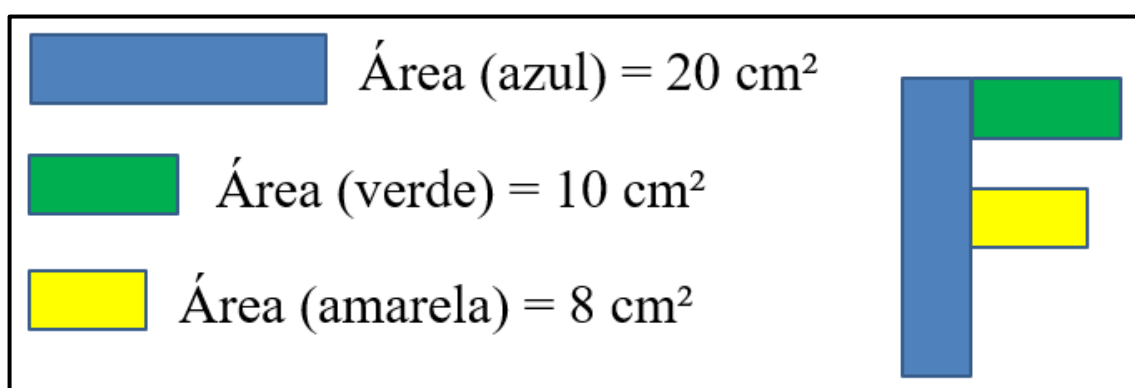 Área (azul) = 20 cm²
Área (verde) = 10 cm²
Área (amarela) = 8 cm²